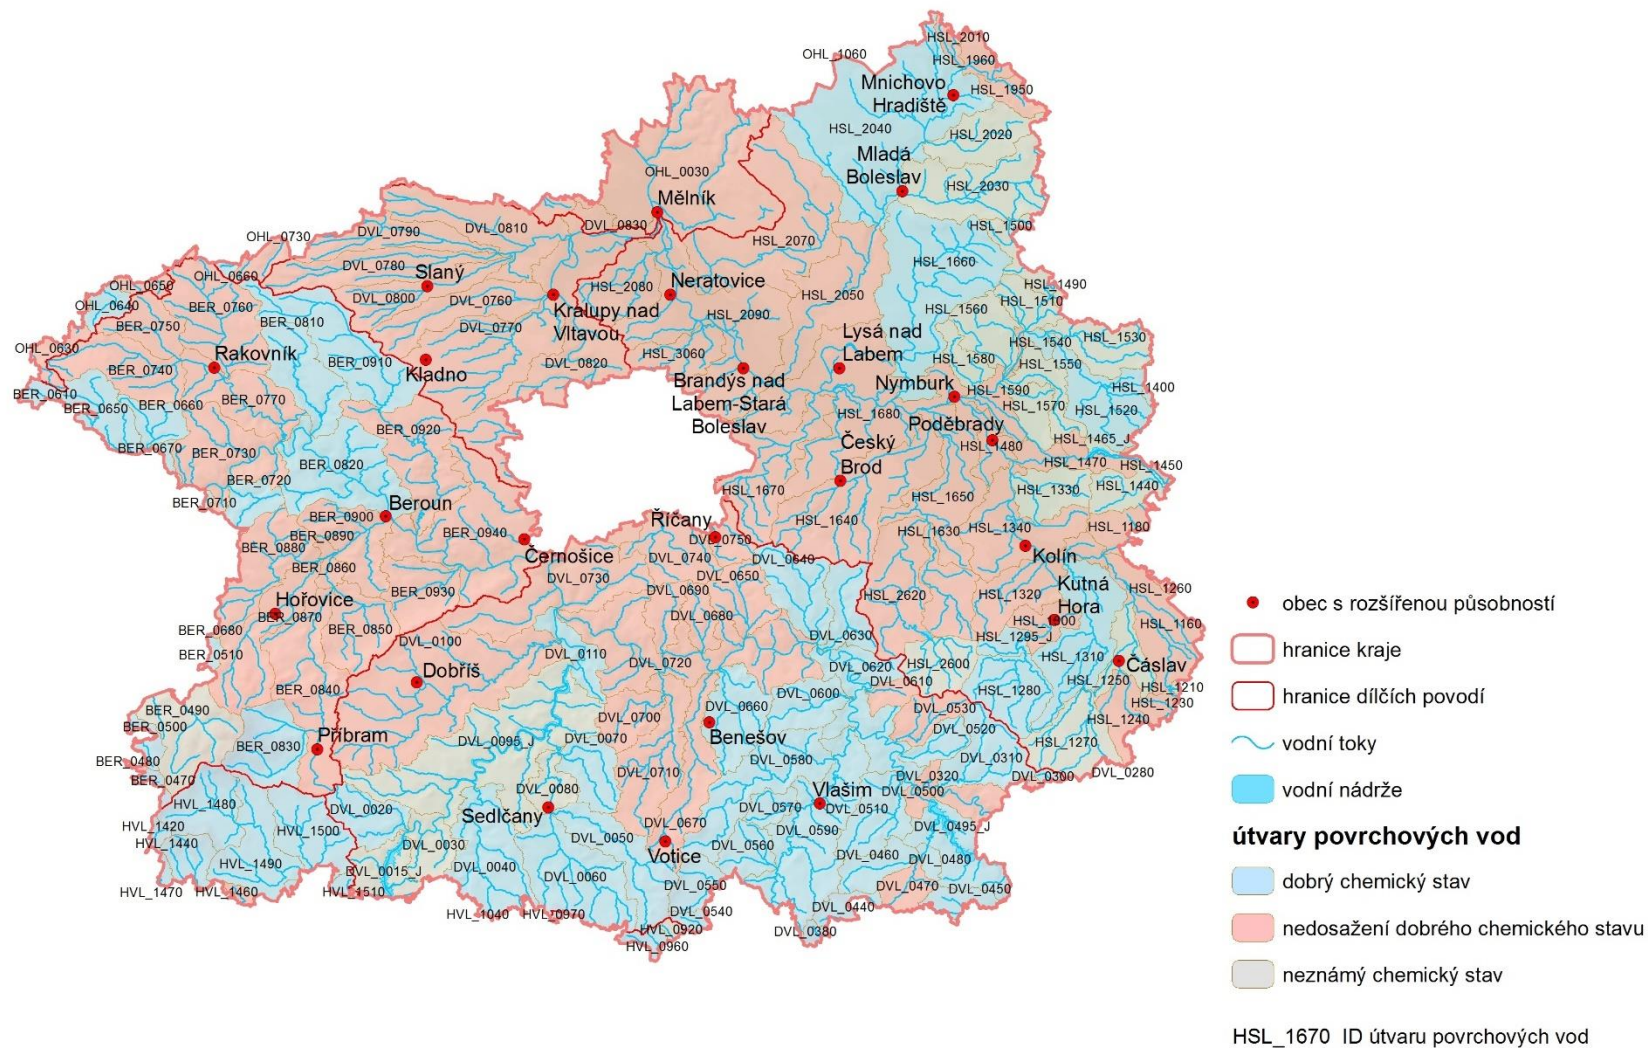 HSL_2010
OHL_1060
HSL_1960
Mnichovo
Hradiště
HSL_1950
HSL_2040
HSL_2020
Mladá
Boleslav
OHL_0030
HSL_2030
Mělník
DVL_0830
DVL_0810
DVL_0790
OHL_0730
HSL_1500
HSL_2070
HSL_1660
DVL_0780
OHL_0660
Slaný
OHL_0650
HSL_2080
Neratovice
HSL_1490
OHL_0640
BER_0760
DVL_0800
DVL_0760
HSL_2050
HSL_1510
HSL_1560
Kralupy nad
Vltavou
HSL_2090
BER_0750
BER_0810
DVL_0770
Lysá nad
Labem
HSL_1530
HSL_1540
OHL_0630
Rakovník
BER_0910
HSL_3060
HSL_1580
HSL_1550
DVL_0820
BER_0740
Kladno
Brandýs nad
Labem-Stará
Boleslav
Nymburk
HSL_1400
HSL_1590
BER_0610
BER_0650
BER_0660
BER_0770
HSL_1570
HSL_1520
HSL_1680
Poděbrady
BER_0920
BER_0670
BER_0730
Český
Brod
HSL_1480
HSL_1465_J
HSL_1470
HSL_1450
BER_0820
BER_0720
HSL_1440
HSL_1670
HSL_1330
BER_0710
Beroun
HSL_1650
BER_0900
HSL_1640
Říčany
HSL_1630
HSL_1340
HSL_1180
BER_0890
BER_0940
BER_0880
DVL_0750
Černošice
DVL_0740
DVL_0640
Kolín
BER_0860
DVL_0730
DVL_0650
Kutná
Hora
BER_0930
DVL_0690
HSL_2620
HSL_1320
HSL_1260
Hořovice
BER_0870
DVL_0680
HSL_1300
HSL_1160
BER_0680
BER_0850
DVL_0100
DVL_0630
HSL_1295_J
BER_0510
DVL_0110
DVL_0720
DVL_0620
HSL_2600
HSL_1310
Čáslav
Dobříš
DVL_0610
HSL_1250
BER_0840
DVL_0600
HSL_1280
HSL_1210
HSL_1230
BER_0490
DVL_0660
DVL_0530
BER_0500
DVL_0700
HSL_1240
Příbram
DVL_0070
Benešov
DVL_0520
BER_0830
DVL_0095_J
HSL_1270
BER_0480
DVL_0580
DVL_0310
BER_0470
DVL_0710
DVL_0320
DVL_0300
DVL_0280
DVL_0080
Vlašim
DVL_0500
HVL_1480
DVL_0020
Sedlčany
DVL_0570
DVL_0510
HVL_1420
HVL_1500
DVL_0670
DVL_0495_J
HVL_1440
DVL_0030
DVL_0050
DVL_0590
DVL_0560
Votice
HVL_1490
DVL_0015_J
DVL_0040
DVL_0060
DVL_0460
DVL_0480
HVL_1470
HVL_1460
HVL_1510
DVL_0550
DVL_0470
DVL_0450
HVL_1040
HVL_0970
DVL_0540
DVL_0440
HVL_0920
DVL_0380
HVL_0960
obec s rozšířenou působností
hranice kraje
hranice dílčích povodí
vodní toky
vodní nádrže
útvary povrchových vod
dobrý chemický stav
nedosažení dobrého chemického stavu
neznámý chemický stav
HSL_1670 ID útvaru povrchových vod